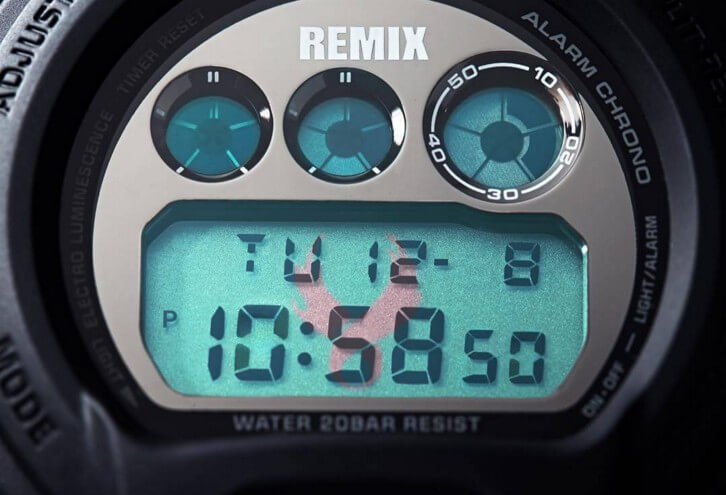 REMIX
ADJUST
TIMER RESET
ALARM CHRONO
50 10
40 20
30
ELECTRO LUMINESCENCE
TU 12- 8
P 10:58 50
LIGHT/ALARM
LIGHT
MODE
ON•OFF
WATER 20BAR RESIST